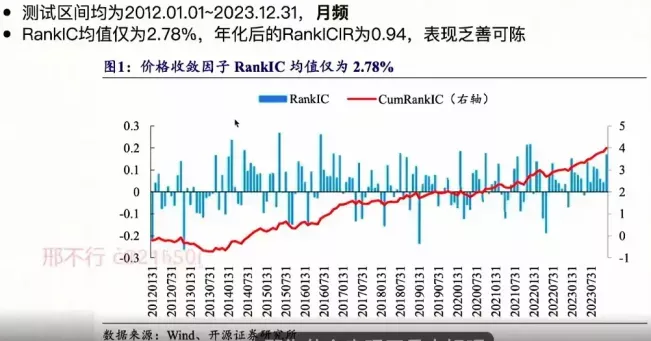 • 测试区间均为2012.01.01~2023.12.31，月频
• RankIC均值仅为2.78%，年化后的RankICIR为0.94，表现乏善可陈
图1：价格收敛因子 RankIC 均值仅为 2.78%
RankIC CumRankIC（右轴）
0.3 5
0.2 4
0.1 3
0 2
-0.1 1
-0.2 0
-0.3 -1
邢不行
20120131 20120731 20130131 20130731 20140131 20140731 20150131 20150731 20160131 20160731 20170131 20170731 20180131 20180731 20190131 20190731 20200131 20200731 20210131 20210731 20220131 20220731 20230131 20230731
数据来源：Wind、开源证券研究所